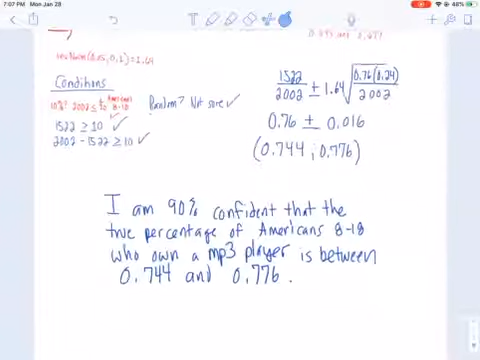 7:07 PM Mon Jan 28
48%
invNorm(0.05,0,1)=1.64
Conditions
10%? 2002 ≤ 1/10 Americans 8-18
Random? Not sure ✓
1522 ≥ 10 ✓
2002 - 1522 ≥ 10 ✓
1522/2002 ± 1.64 √(0.76(0.24)/2002)
0.76 ± 0.016
(0.744, 0.776)
I am 90% confident that the
true percentage of Americans 8-18
who own a mp3 player is between
0.744 and 0.776.